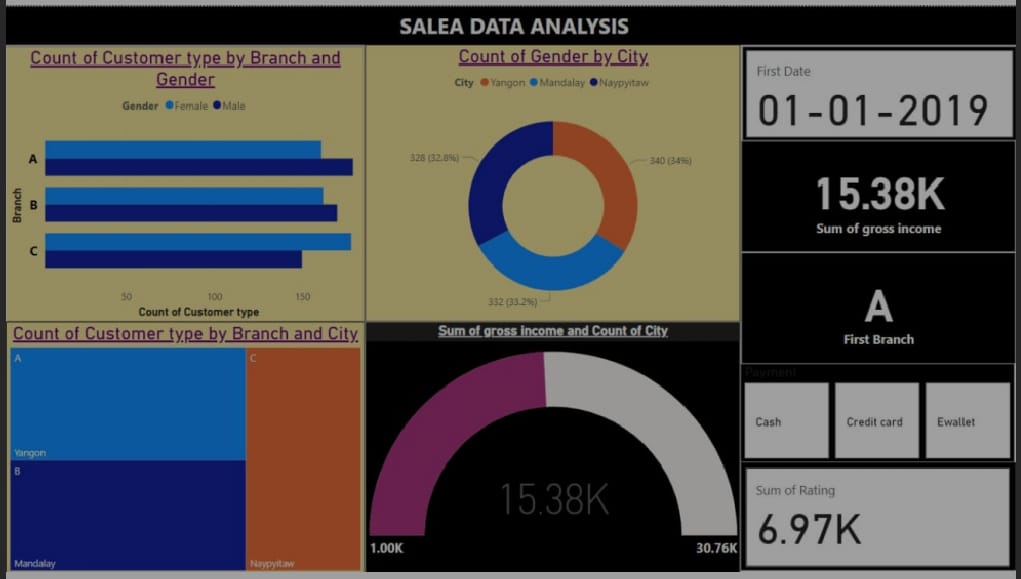 SALEA DATA ANALYSIS
Count of Customer type by Branch and
Gender
Gender Female Male
A
B
C
Branch
50 100 150
Count of Customer type
Count of Gender by City
City Yangon Mandalay Naypyitaw
328 (32.8%)
340 (34%)
332 (33.2%)
First Date
01-01-2019
15.38K
Sum of gross income
A
First Branch
Count of Customer type by Branch and City
A
Yangon
B
Mandalay
C
Naypyitaw
Sum of gross income and Count of City
15.38K
1.00K
30.76K
Payment
Cash
Credit card
Ewallet
Sum of Rating
6.97K